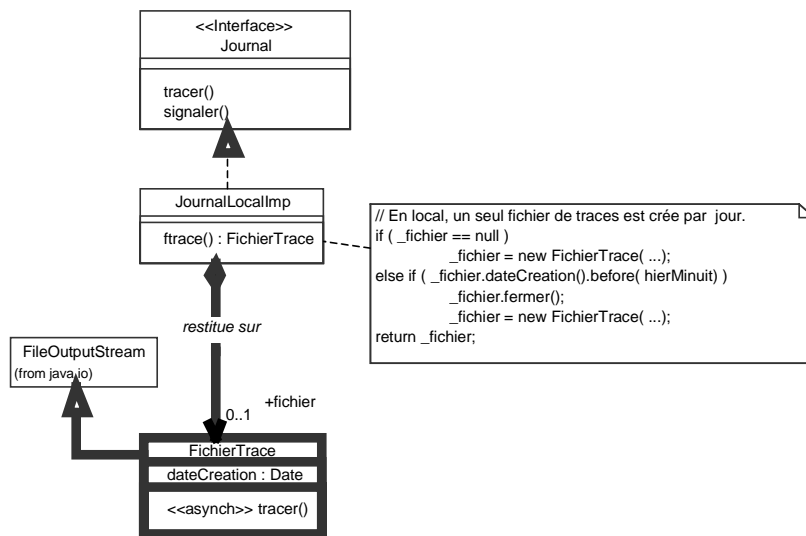 <<Interface>>
Journal
tracer()
signaler()
JournalLocalImp
ftrace() : FichierTrace
// En local, un seul fichier de traces est crée par jour.
if ( _fichier == null )
_fichier = new FichierTrace( ...);
else if ( _fichier.dateCreation().before( hierMinuit) )
_fichier.fermer();
_fichier = new FichierTrace( ...);
return _fichier;
restitue sur
FileOutputStream
(from java.io)
+fichier
0..1
FichierTrace
dateCreation : Date
<<asynch>> tracer()